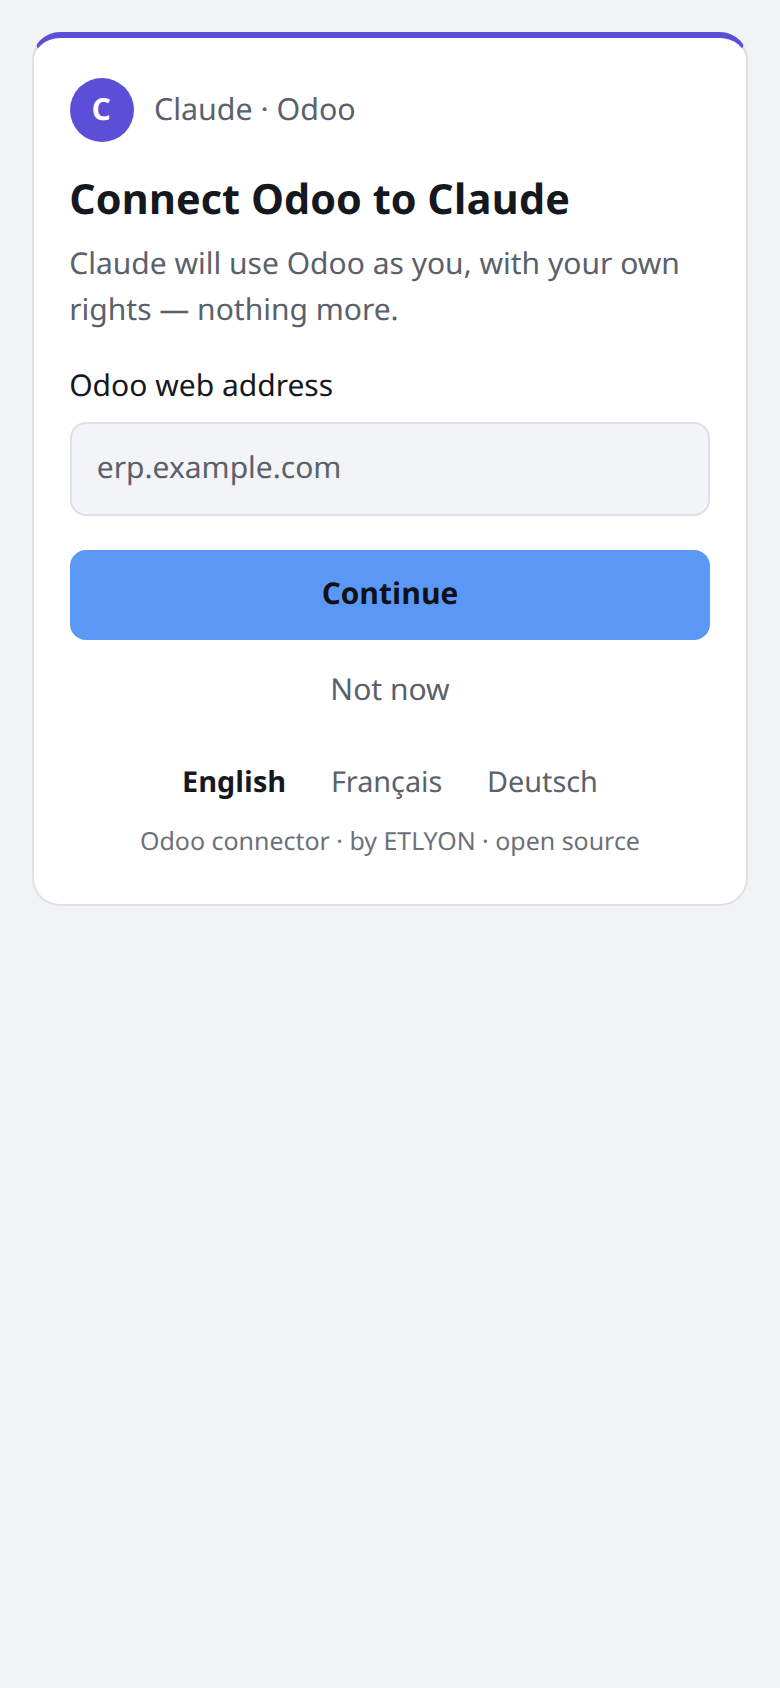 C
Claude · Odoo
Connect Odoo to Claude
Claude will use Odoo as you, with your own
rights — nothing more.
Odoo web address
erp.example.com
Continue
Not now
English Français Deutsch
Odoo connector · by ETLYON · open source